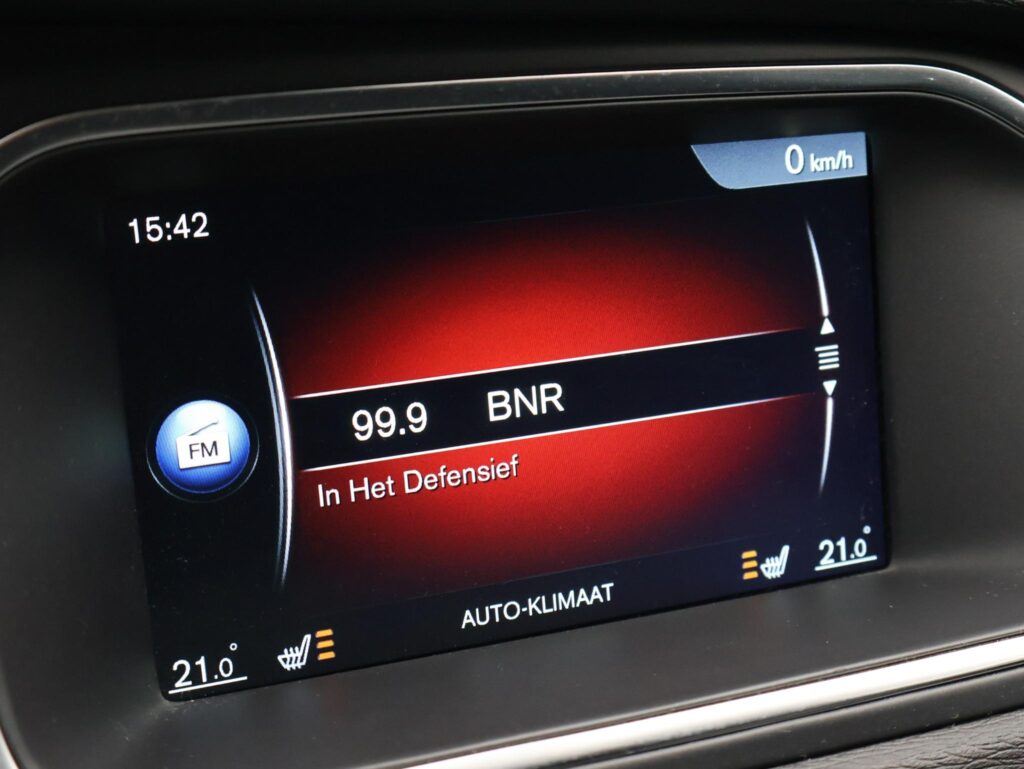 0 km/h
15:42
99.9 BNR
FM
In Het Defensief
AUTO-KLIMAAT
21.0°
21.0°